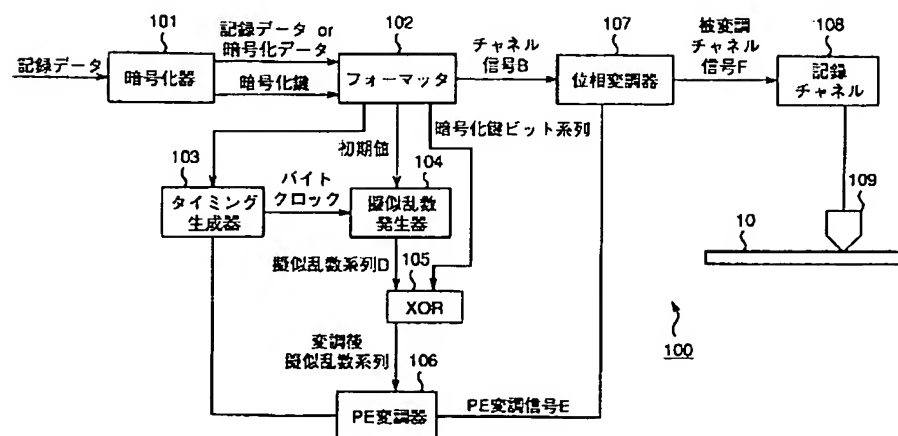 101
記録データ or
暗号化データ
102
107
被変調
チャネル
信号F
108
チャネル
信号B
記録データ
暗号化器
暗号化鍵
フォーマッタ
位相変調器
記録
チャネル
暗号化鍵ビット系列
初期値
103
バイト
クロック
104
タイミング
生成器
擬似乱数
発生器
109
10
擬似乱数系列D
105
XOR
変調後
擬似乱数系列
106
100
PE変調器
PE変調信号E